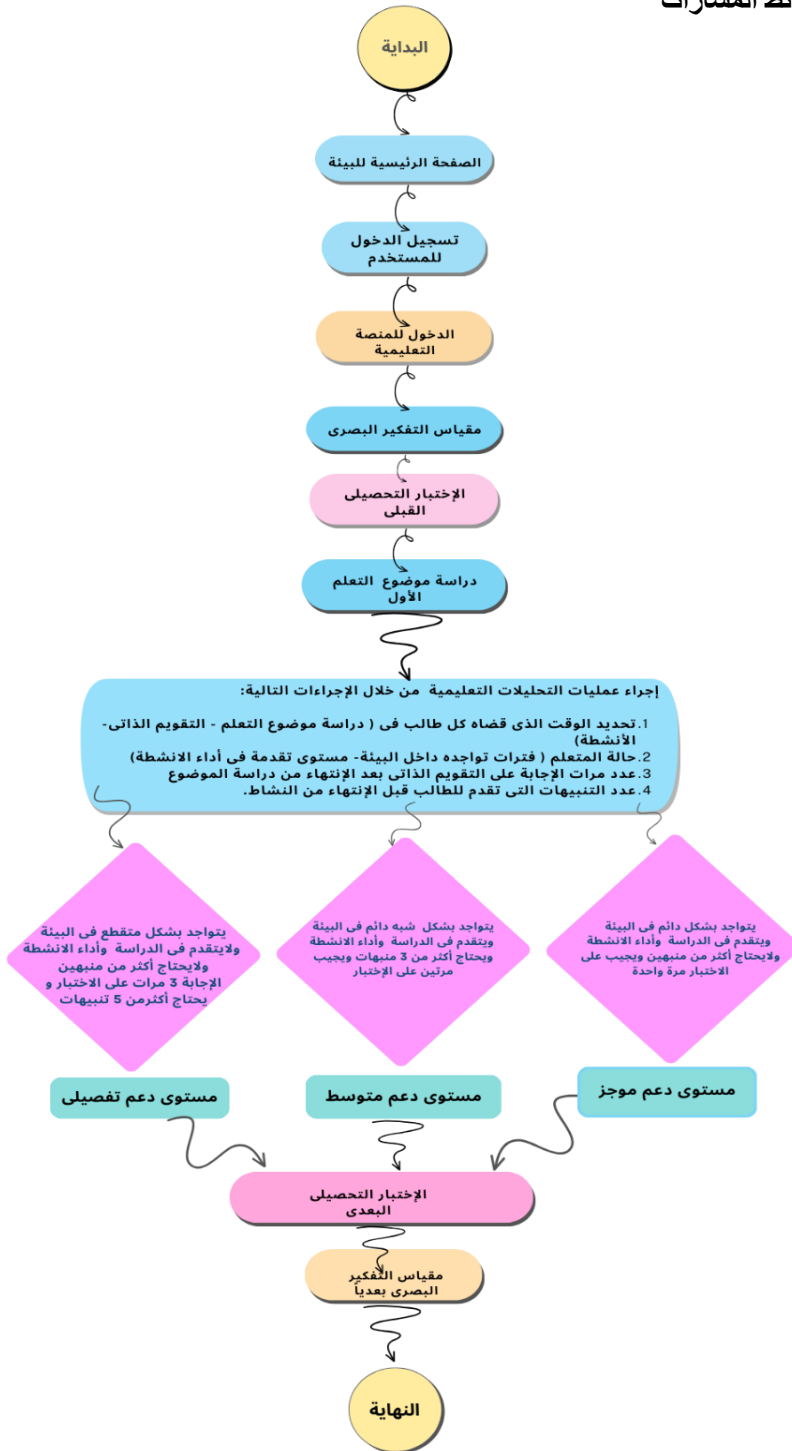 البداية
الصفحة الرئيسية للبيئة
تسجيل الدخول
للمستخدم
الدخول للمنصة
التعليمية
مقياس التفكير البصرى
الإختبار التحصيلى
القبلى
دراسة موضوع التعلم
الأول
إجراء عمليات التحليلات التعليمية من خلال الإجراءات التالية:
1. تحديد الوقت الذى قضاه كل طالب فى ( دراسة موضوع التعلم - التقويم الذاتى-
الأنشطة)
2. حالة المتعلم ( فترات تواجده داخل البيئة- مستوى تقدمة فى أداء الانشطة)
3. عدد مرات الإجابة على التقويم الذاتى بعد الإنتهاء من دراسة الموضوع
4. عدد التنبيهات التى تقدم للطالب قبل الإنتهاء من النشاط.
يتواجد بشكل دائم فى البيئة
ويتقدم فى الدراسة وأداء الانشطة
ولايحتاج أكثر من منبهين ويجيب على
الاختبار مرة واحدة
يتواجد بشكل شبه دائم فى البيئة
ويتقدم فى الدراسة وأداء الانشطة
ويحتاج أكثر من 3 منبهات ويجيب
مرتين على الإختبار
يتواجد بشكل متقطع فى البيئة
ولايتقدم فى الدراسة وأداء الانشطة
ولايحتاج أكثر من منبهين
الإجابة 3 مرات على الاختبار و
يحتاج أكثرمن 5 تنبيهات
مستوى دعم موجز
مستوى دعم متوسط
مستوى دعم تفصيلى
الإختبار التحصيلى
البعدى
مقياس التفكير
البصرى بعدياً
النهاية